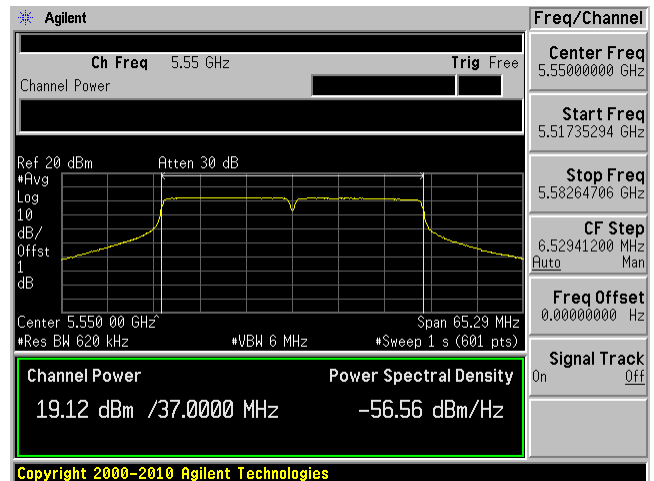 Agilent
Freq/Channel
Ch Freq 5.55 GHz Trig Free
Channel Power
Center Freq
5.55000000 GHz
Start Freq
5.51735294 GHz
Stop Freq
5.58264706 GHz
CF Step
6.52941200 MHz
Auto Man
Freq Offset
0.00000000 Hz
Signal Track
On Off
Ref 20 dBm Atten 30 dB
#Avg
Log
10
dB/
Offst
1
dB
Center 5.550 00 GHz^ Span 65.29 MHz
#Res BW 620 kHz #VBW 6 MHz #Sweep 1 s (601 pts)
Channel Power Power Spectral Density
19.12 dBm /37.0000 MHz -56.56 dBm/Hz
Copyright 2000-2010 Agilent Technologies